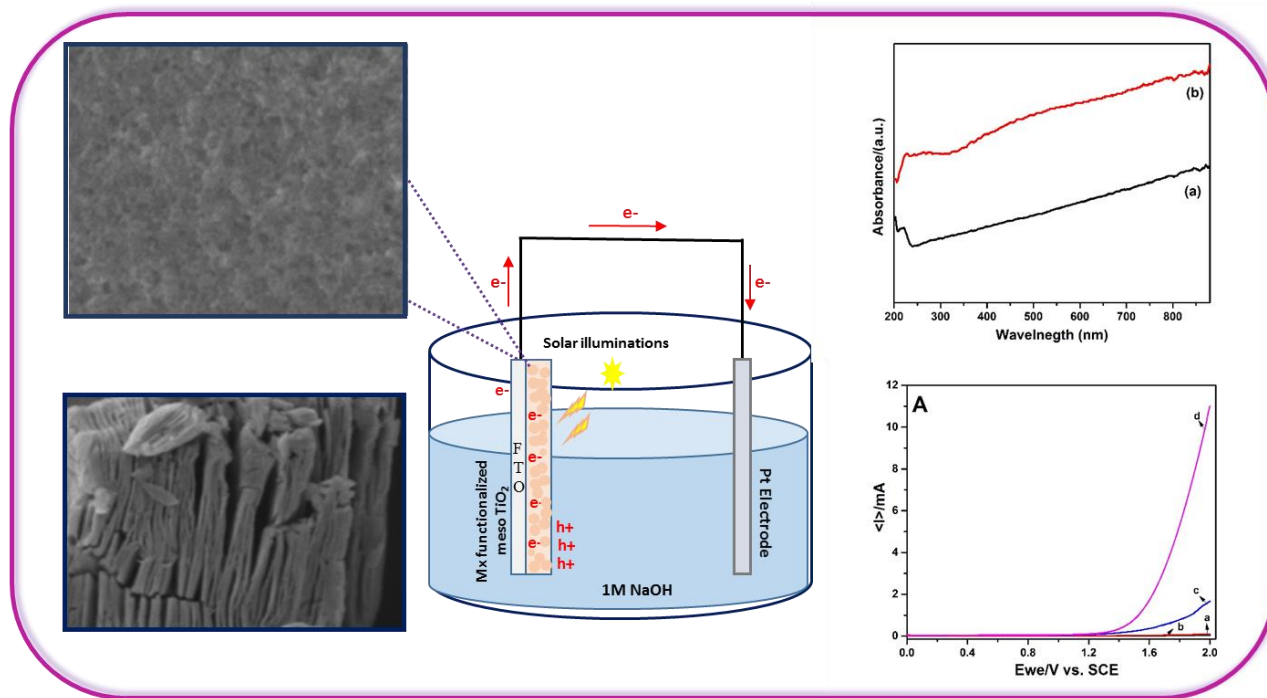 e-
e-
e-
Solar illuminations
e-
e-
e-
e-
e-
h+
h+
h+
F
T
O
Mx functionalized
meso TiO₂
Pt Electrode
1M NaOH
Absorbance/(a.u.)
(b)
(a)
200 300 400 500 600 700 800
Wavelnegth (nm)
A
<I>/mA
12
10
8
6
4
2
0
d
c
a
b
0.0 0.4 0.8 1.2 1.6 2.0
Ewe/V vs. SCE